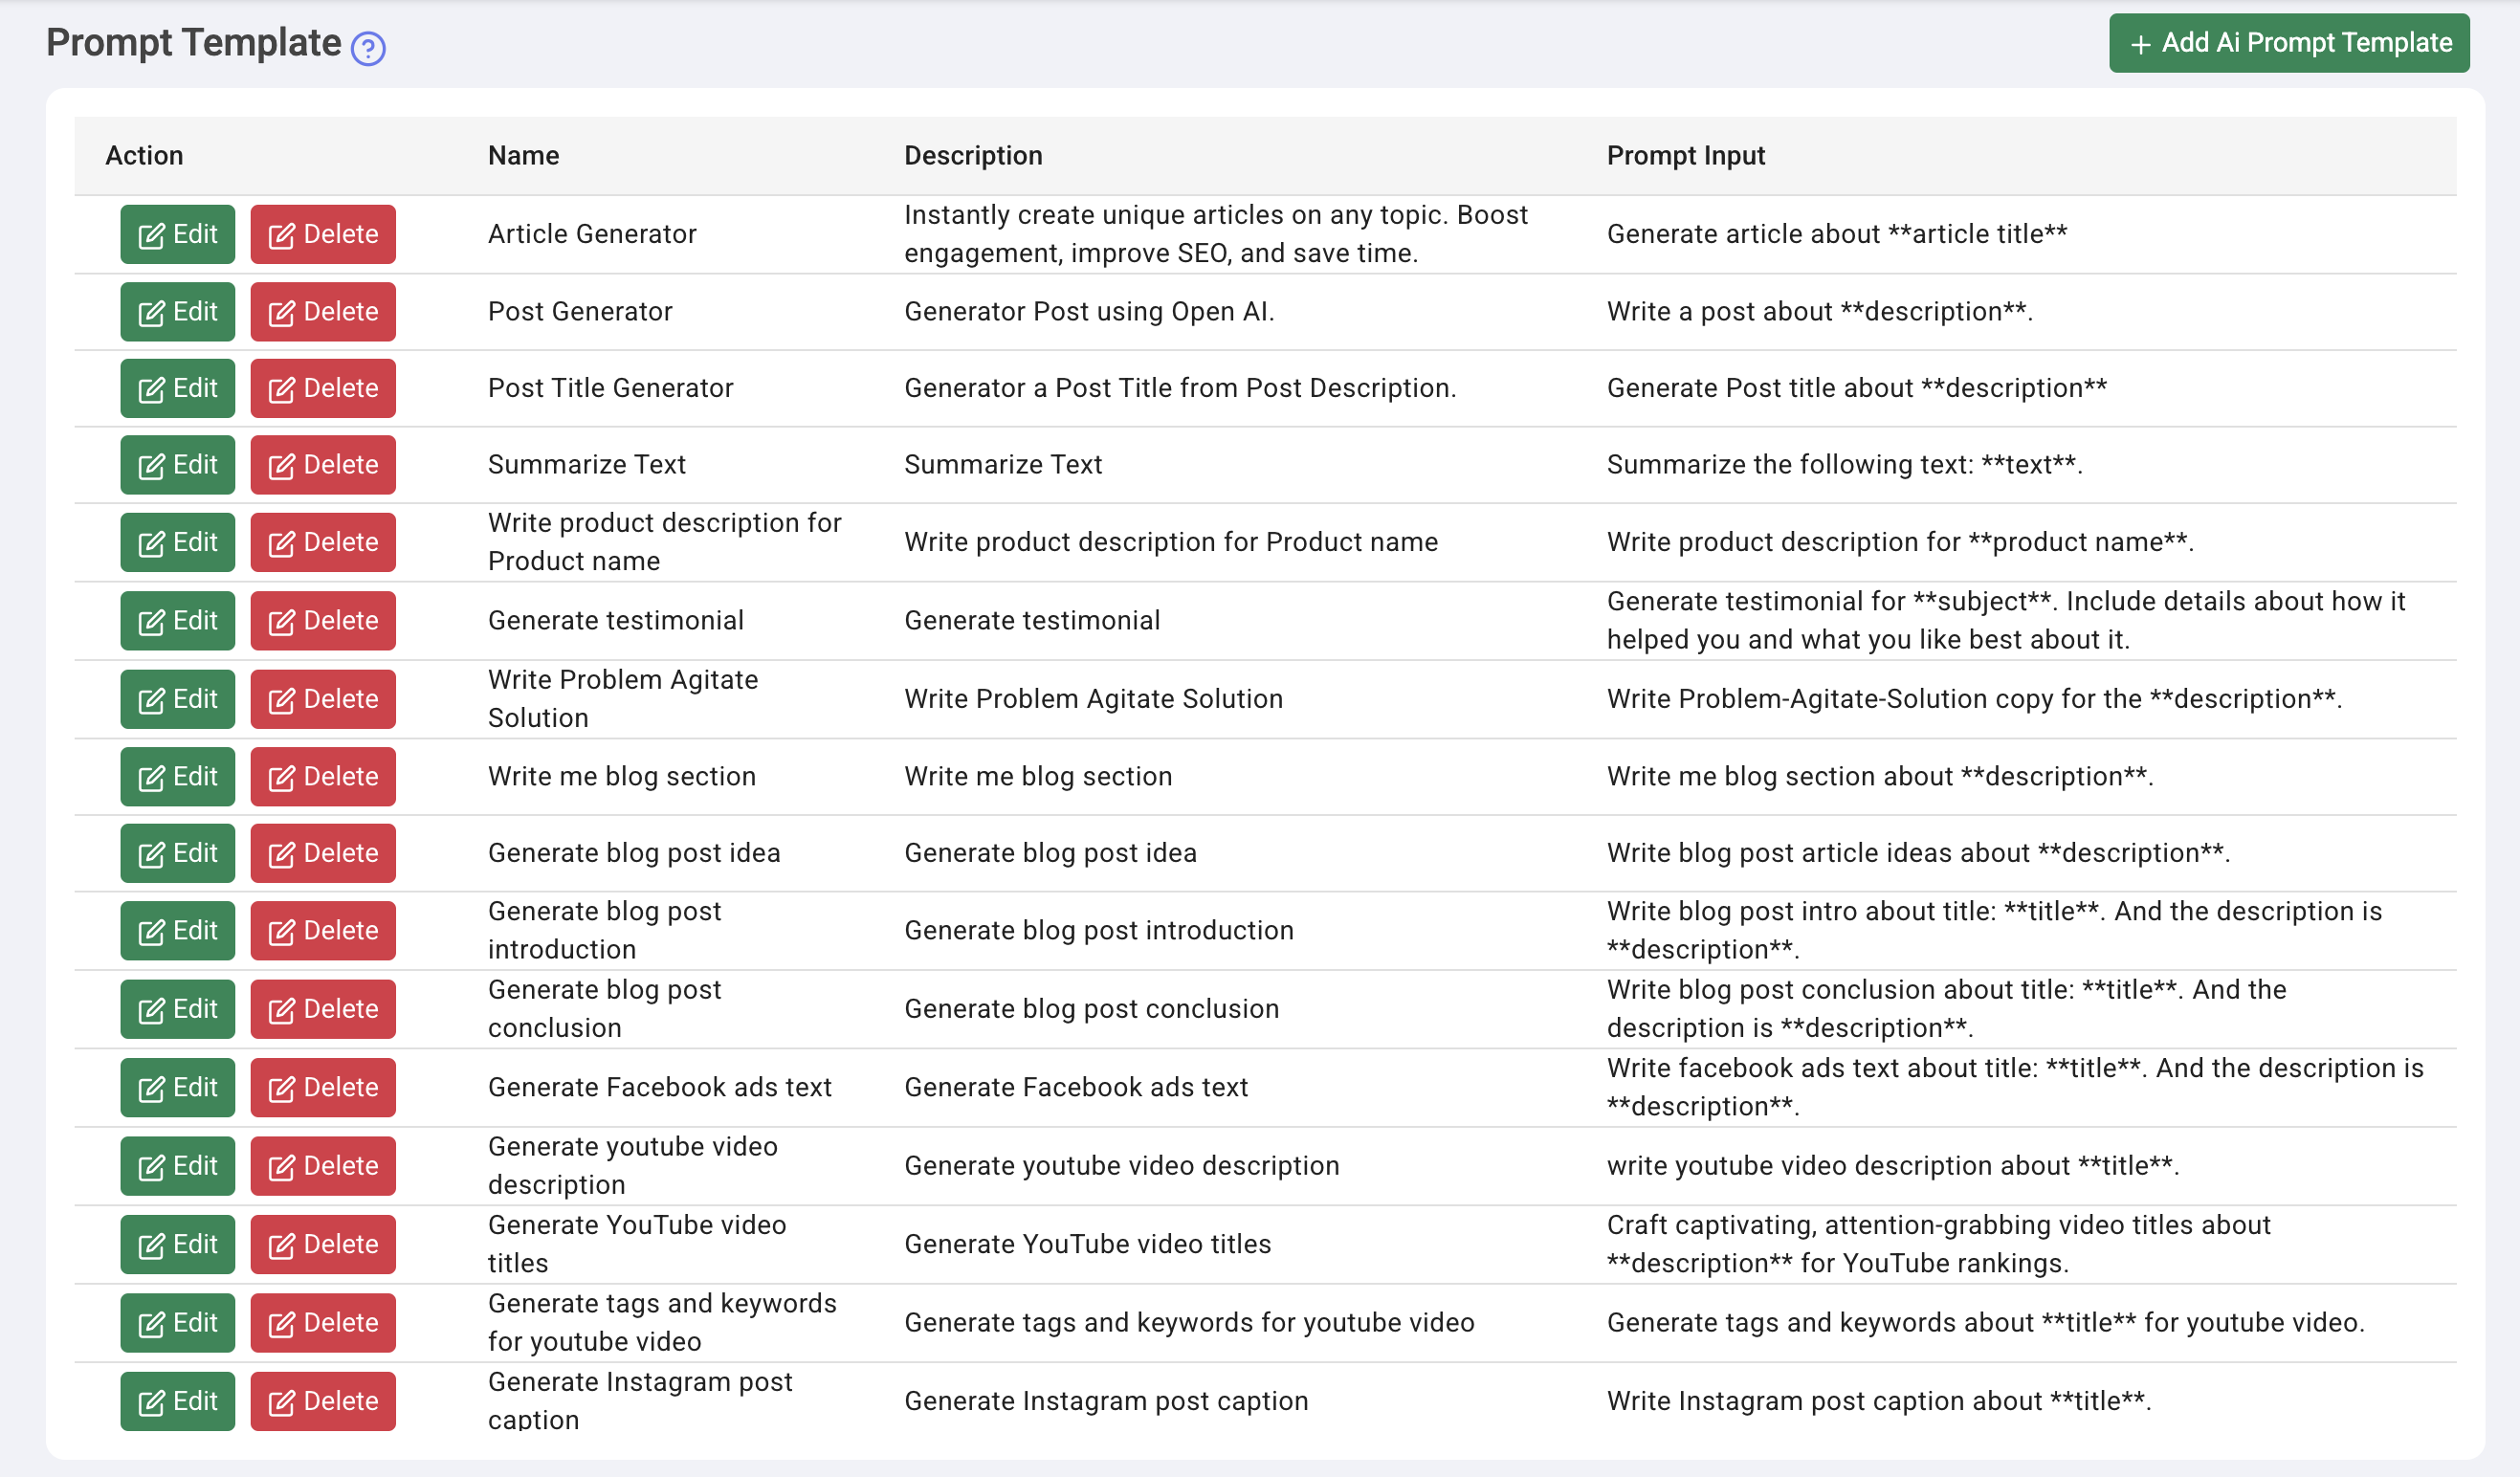 Prompt Template ?
+ Add Ai Prompt Template
Action Name Description Prompt Input
Edit Delete Article Generator Instantly create unique articles on any topic. Boost
engagement, improve SEO, and save time. Generate article about **article title**
Edit Delete Post Generator Generator Post using Open AI. Write a post about **description**.
Edit Delete Post Title Generator Generator a Post Title from Post Description. Generate Post title about **description**
Edit Delete Summarize Text Summarize Text Summarize the following text: **text**.
Edit Delete Write product description for
Product name Write product description for Product name Write product description for **product name**.
Edit Delete Generate testimonial Generate testimonial Generate testimonial for **subject**. Include details about how it
helped you and what you like best about it.
Edit Delete Write Problem Agitate
Solution Write Problem Agitate Solution Write Problem-Agitate-Solution copy for the **description**.
Edit Delete Write me blog section Write me blog section Write me blog section about **description**.
Edit Delete Generate blog post idea Generate blog post idea Write blog post article ideas about **description**.
Edit Delete Generate blog post
introduction Generate blog post introduction Write blog post intro about title: **title**. And the description is
**description**.
Edit Delete Generate blog post
conclusion Generate blog post conclusion Write blog post conclusion about title: **title**. And the
description is **description**.
Edit Delete Generate Facebook ads text Generate Facebook ads text Write facebook ads text about title: **title**. And the description is
**description**.
Edit Delete Generate youtube video
description Generate youtube video description write youtube video description about **title**.
Edit Delete Generate YouTube video
titles Generate YouTube video titles Craft captivating, attention-grabbing video titles about
**description** for YouTube rankings.
Edit Delete Generate tags and keywords
for youtube video Generate tags and keywords for youtube video Generate tags and keywords about **title** for youtube video.
Edit Delete Generate Instagram post
caption Generate Instagram post caption Write Instagram post caption about **title**.